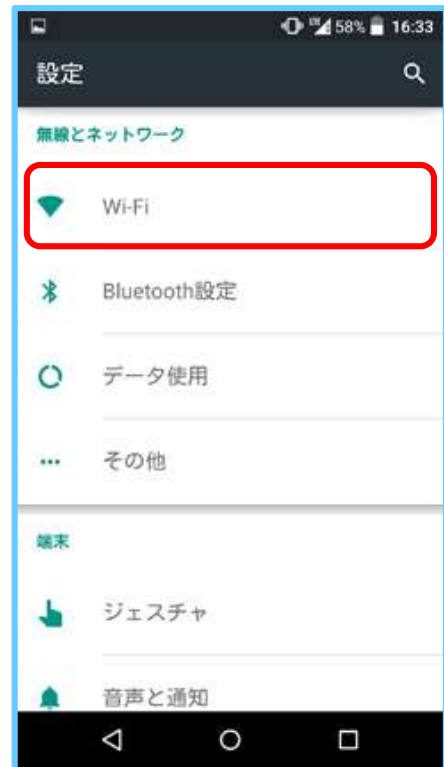 58% 16:33
設定
無線とネットワーク
Wi-Fi
Bluetooth設定
データ使用
その他
端末
ジェスチャ
音声と通知